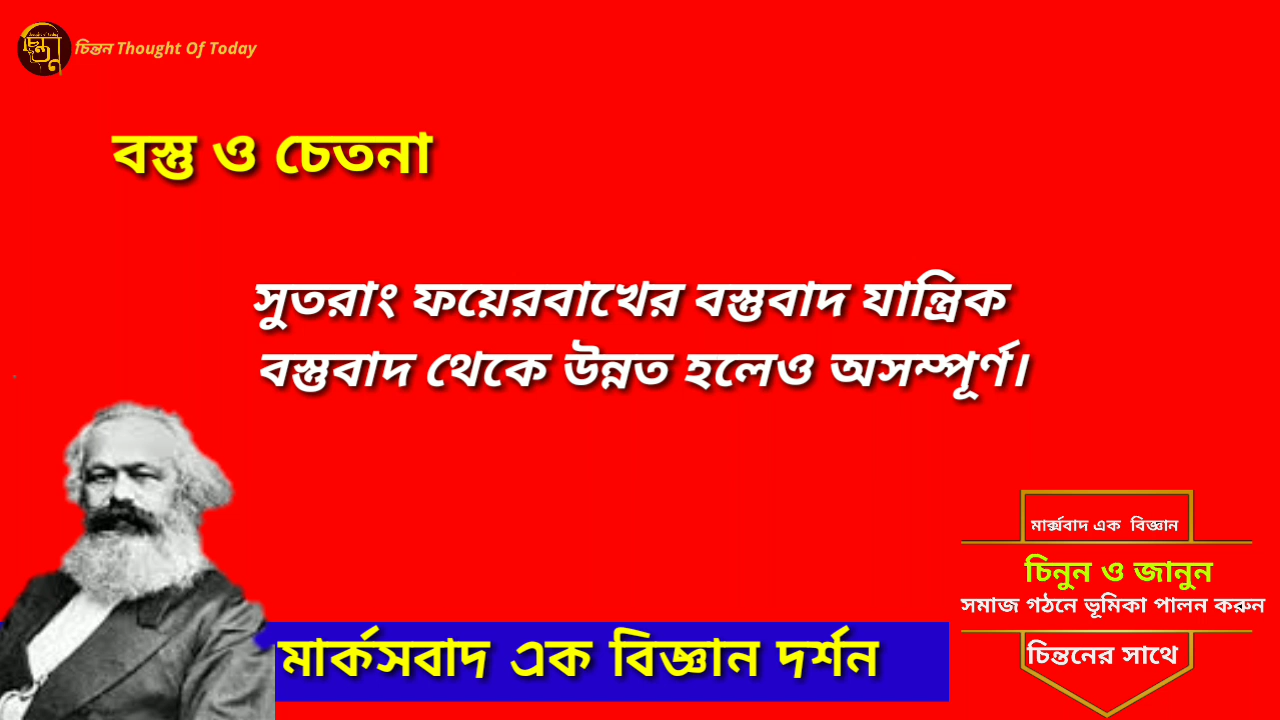 চিন্তন Thought Of Today
বস্তু ও চেতনা
সুতরাং ফয়েরবাখের বস্তুবাদ যান্ত্রিক
বস্তুবাদ থেকে উন্নত হলেও অসম্পূর্ণ।
মার্ক্সবাদ এক বিজ্ঞান
চিনুন ও জানুন
সমাজ গঠনে ভূমিকা পালন করুন
চিন্তনের সাথে
মার্কসবাদ এক বিজ্ঞান দর্শন